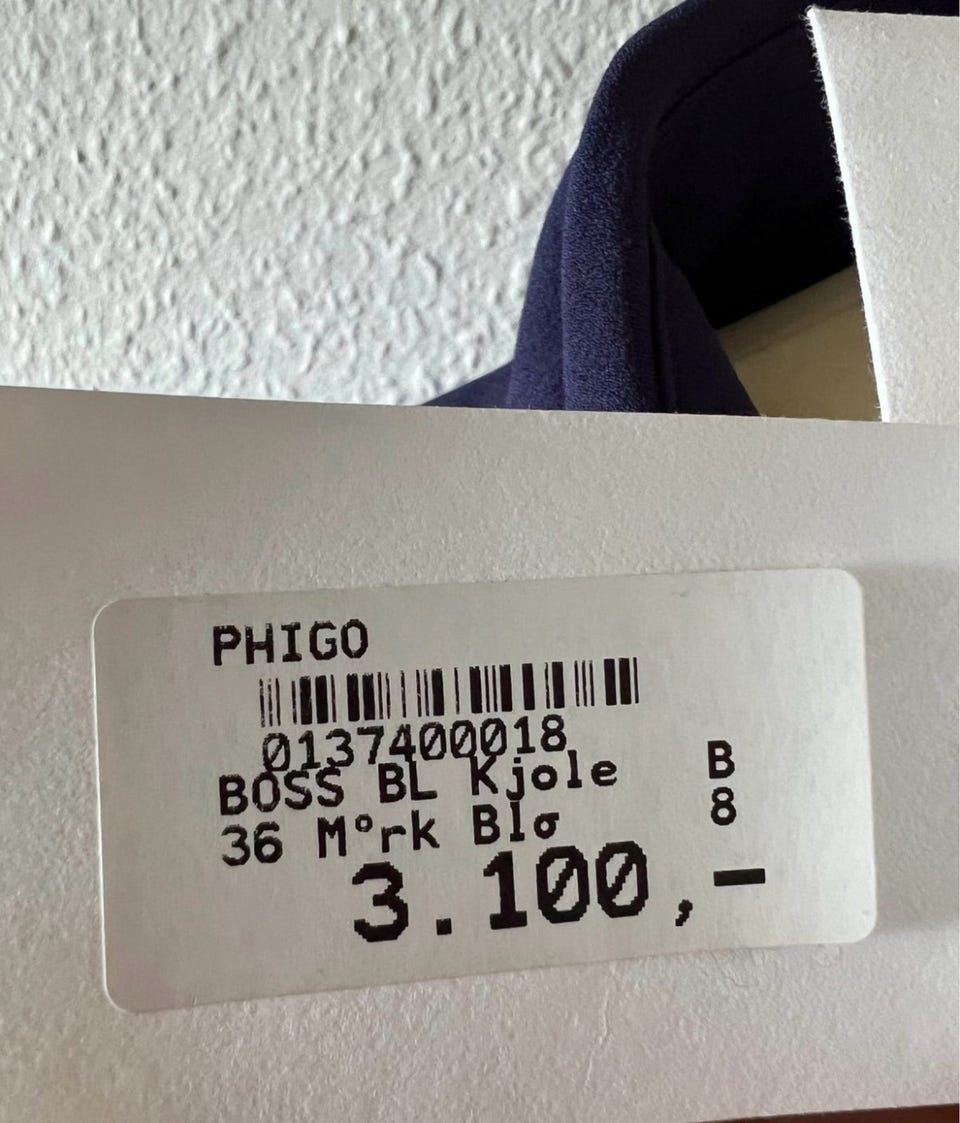 PHIGO
0137400018
BOSS BL Kjole B
36 M°rk Blσ 8
3.100,-